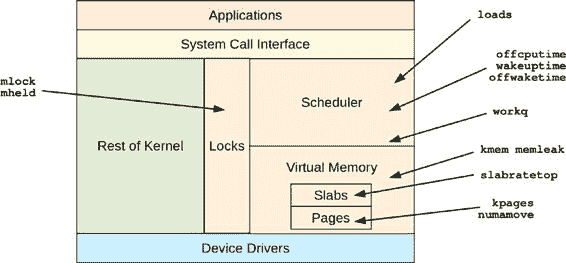 Applications
loads
System Call Interface
offcputime
wakeuptime
offwaketime
mlock
mheld
Scheduler
workq
Rest of Kernel
Locks
kmem memleak
Virtual Memory
slabratetop
Slabs
kpages
Pages
numamove
Device Drivers